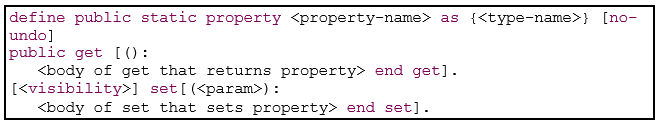 define public static property <property-name> as {<type-name>} [no-
undo]
public get [():
<body of get that returns property> end get].
[<visibility>] set[(<param>):
<body of set that sets property> end set].